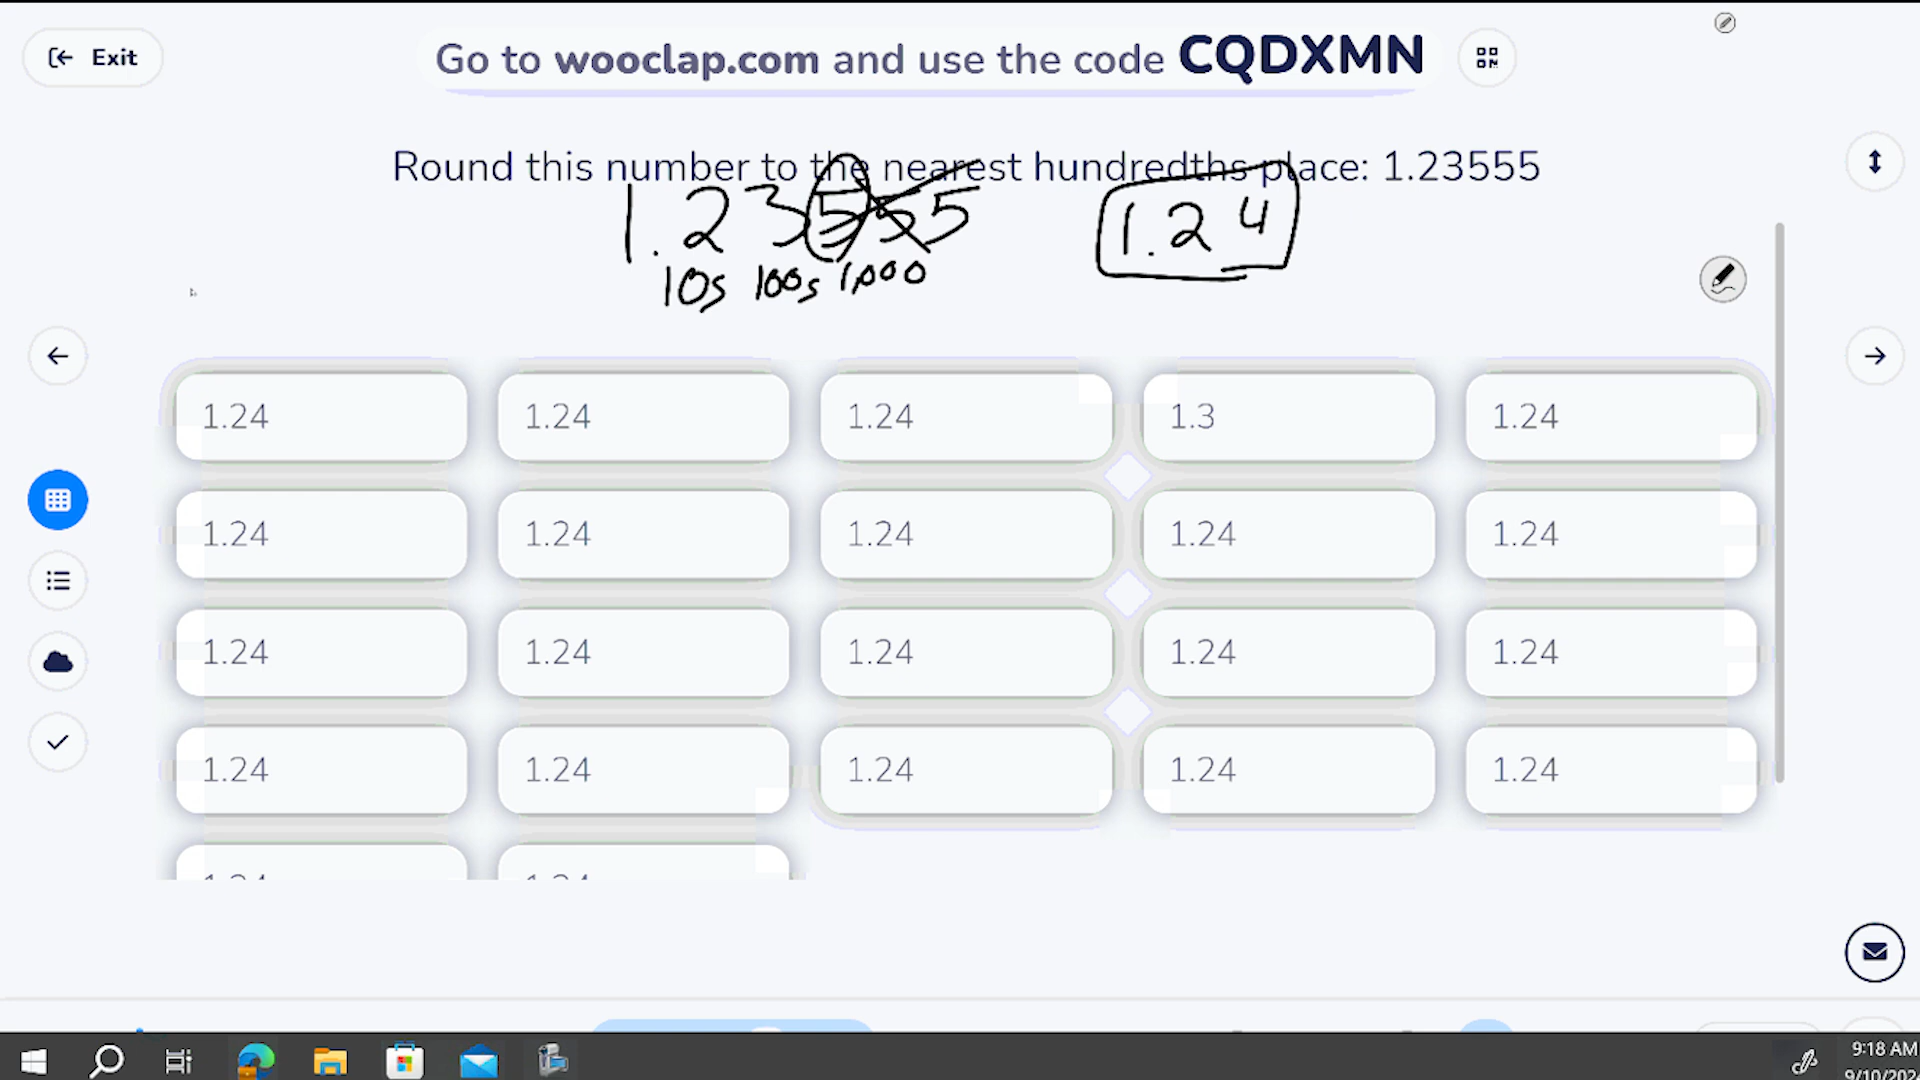 Exit
Go to wooclap.com and use the code CQDXMN
Round this number to the nearest hundredths place: 1.23555
1.23555
10s 100s 1,000
1.24
1.24 1.24 1.24 1.3 1.24
1.24 1.24 1.24 1.24 1.24
1.24 1.24 1.24 1.24 1.24
1.24 1.24 1.24 1.24 1.24
9:18 AM